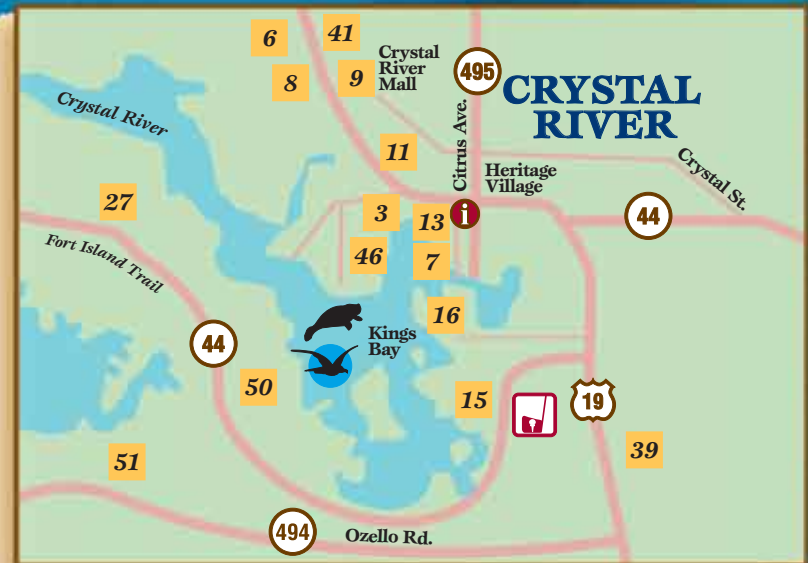 6
41
8
9
Crystal
River
Mall
495
CRYSTAL
RIVER
Crystal River
Citrus Ave.
11
Heritage
Village
Crystal St.
27
3
13
i
44
Fort Island Trail
46
7
16
44
Kings
Bay
50
15
19
51
39
494
Ozello Rd.